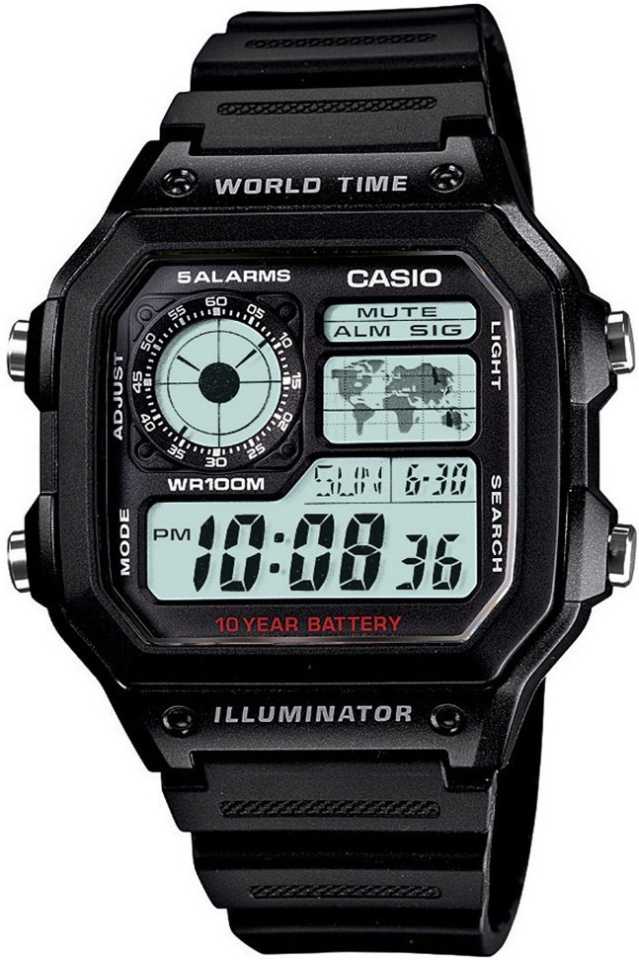 WORLD TIME
5 ALARMS
CASIO
MUTE
ALM SIG
60 05 10 15 20 25 30 35 40 45 50 55
ADJUST
LIGHT
WR100M
SUN 6-30
MODE
SEARCH
PM 10:08 36
10 YEAR BATTERY
ILLUMINATOR